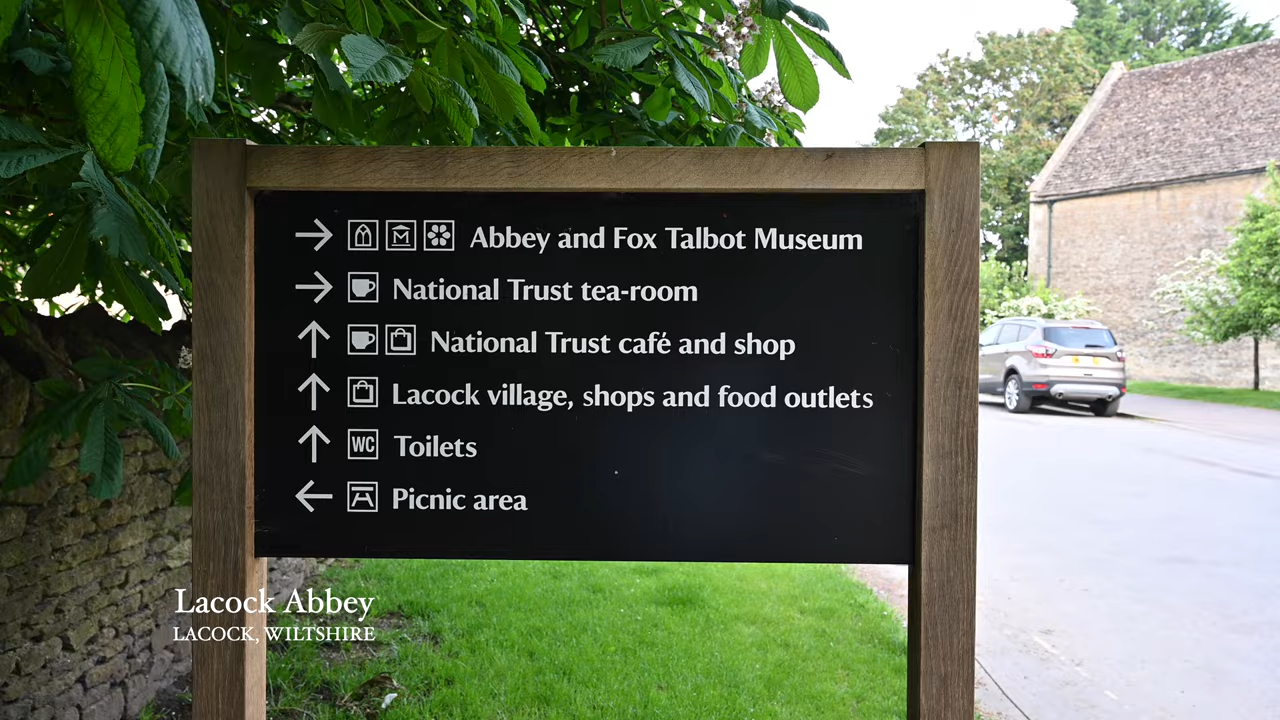 Abbey and Fox Talbot Museum
National Trust tea-room
National Trust café and shop
Lacock village, shops and food outlets
WC Toilets
Picnic area
Lacock Abbey
LACOCK, WILTSHIRE